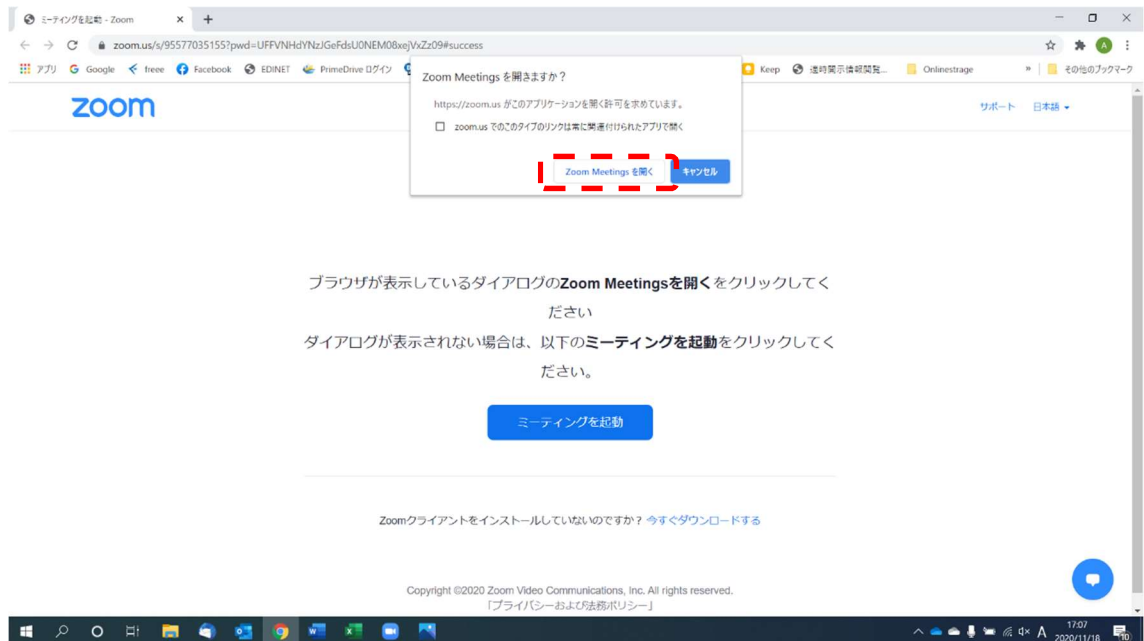 ミーティングを起動 - Zoom
zoom.us/s/95577035155?pwd=UFFVNHdYNzJGeFdsU0NEM08xejVxZz09#success
アプリ Google freee Facebook EDINET PrimeDrive ログイン Keep 適時開示情報閲覧... Onlinestrage » その他のブックマーク
Zoom Meetings を開きますか？
https://zoom.us がこのアプリケーションを開く許可を求めています。
zoom.us でのこのタイプのリンクは常に関連付けられたアプリで開く
Zoom Meetings を開く キャンセル
zoom
サポート 日本語
ブラウザが表示しているダイアログのZoom Meetingsを開くをクリックしてく
ださい
ダイアログが表示されない場合は、以下のミーティングを起動をクリックしてく
ださい。
ミーティングを起動
Zoomクライアントをインストールしていないのですか？ 今すぐダウンロードする
Copyright ©2020 Zoom Video Communications, Inc. All rights reserved.
「プライバシーおよび法務ポリシー」
A 17:07
2020/11/18